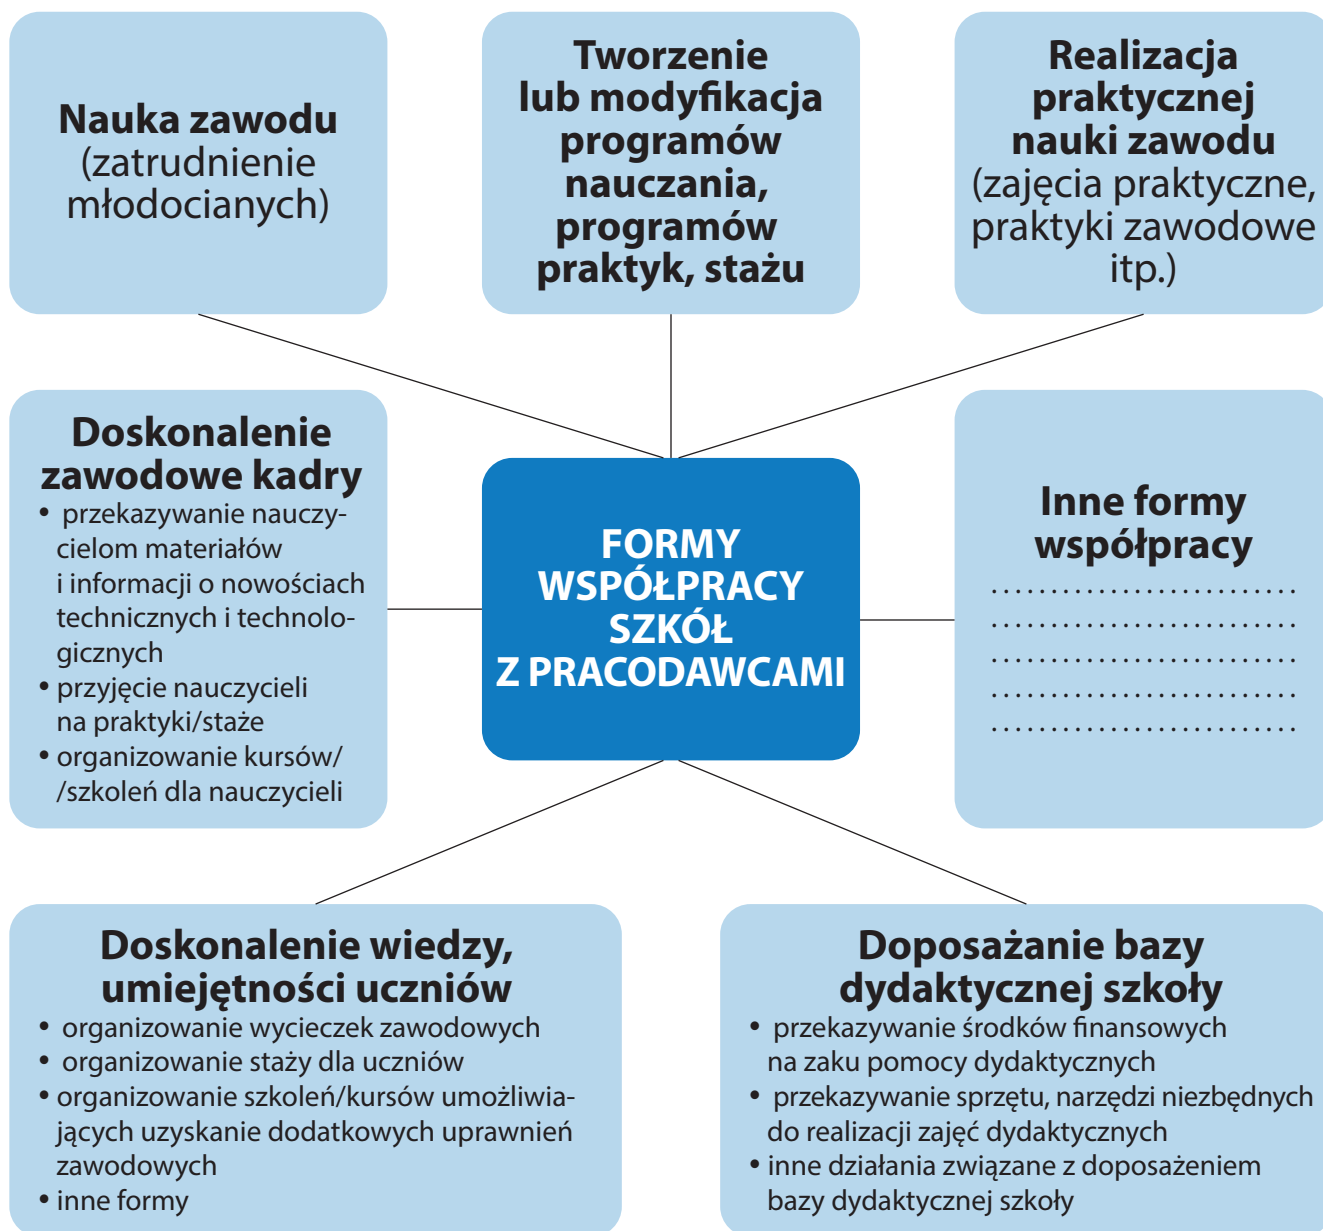 Nauka zawodu
(zatrudnienie
młodocianych)
Tworzenie
lub modyfikacja
programów
nauczania,
programów
praktyk, stażu
Realizacja
praktycznej
nauki zawodu
(zajęcia praktyczne,
praktyki zawodowe
itp.)
Doskonalenie
zawodowe kadry
• przekazywanie nauczy-
cielom materiałów
i informacji o nowościach
technicznych i technolo-
gicznych
• przyjęcie nauczycieli
na praktyki/staże
• organizowanie kursów/
/szkoleń dla nauczycieli
FORMY
WSPÓŁPRACY
SZKÓŁ
Z PRACODAWCAMI
Inne formy
współpracy
..........................
..........................
..........................
..........................
..........................
Doskonalenie wiedzy,
umiejętności uczniów
• organizowanie wycieczek zawodowych
• organizowanie staży dla uczniów
• organizowanie szkoleń/kursów umożliwia-
jących uzyskanie dodatkowych uprawnień
zawodowych
• inne formy
Doposażanie bazy
dydaktycznej szkoły
• przekazywanie środków finansowych
na zaku pomocy dydaktycznych
• przekazywanie sprzętu, narzędzi niezbędnych
do realizacji zajęć dydaktycznych
• inne działania związane z doposażeniem
bazy dydaktycznej szkoły